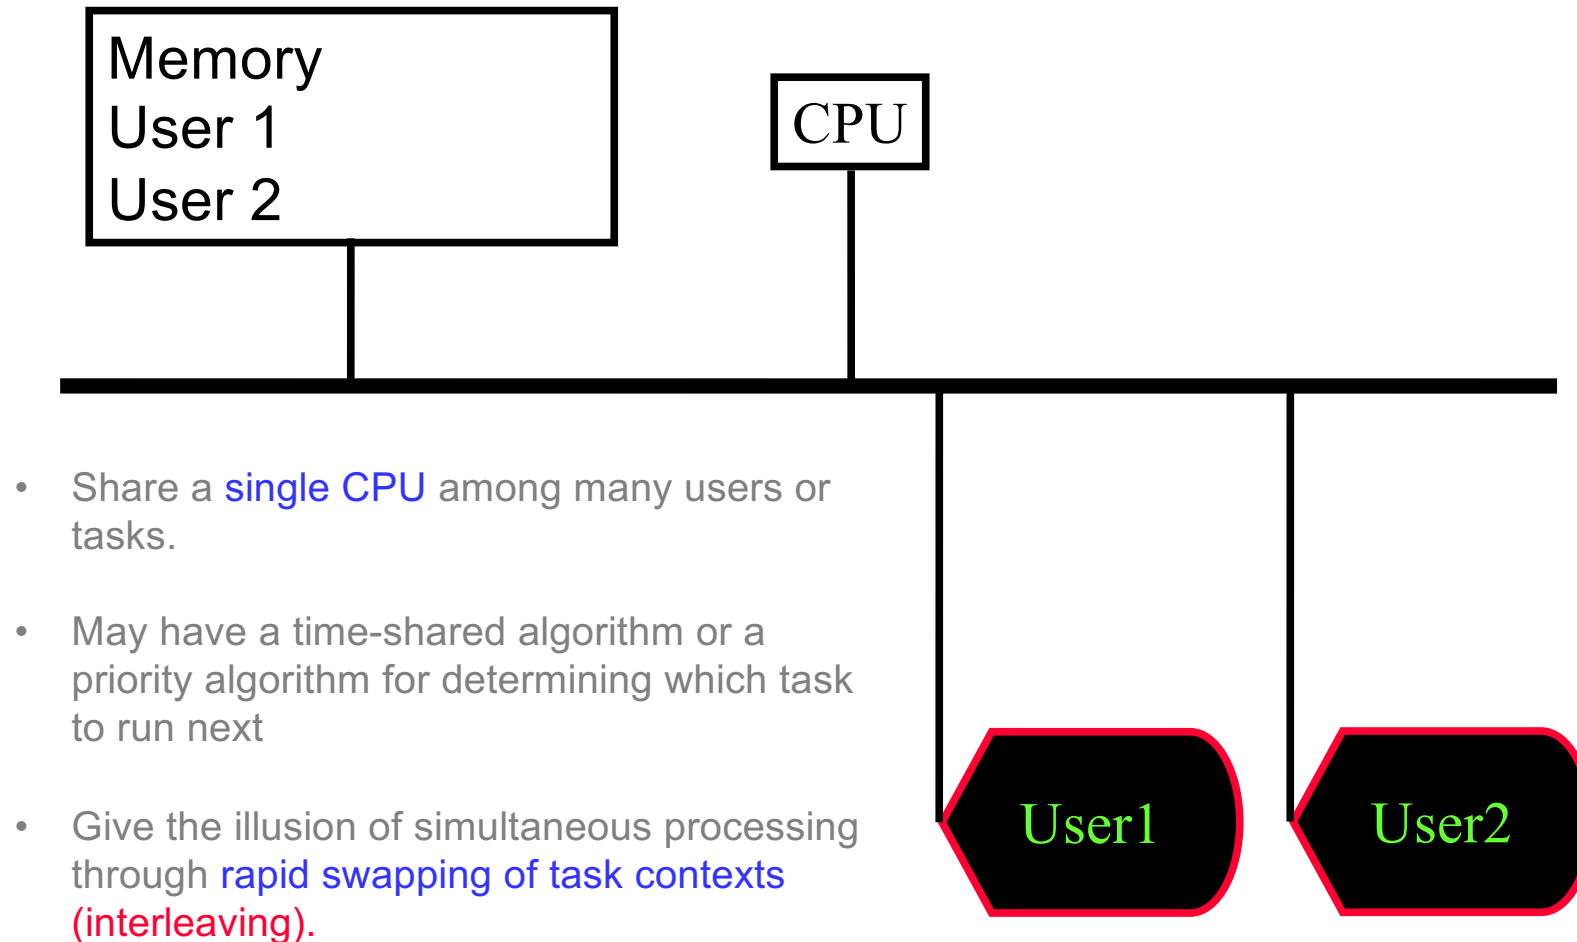 Memory
User 1
User 2
CPU
• Share a single CPU among many users or
tasks.
• May have a time-shared algorithm or a
priority algorithm for determining which task
to run next
• Give the illusion of simultaneous processing
through rapid swapping of task contexts
(interleaving).
User1
User2